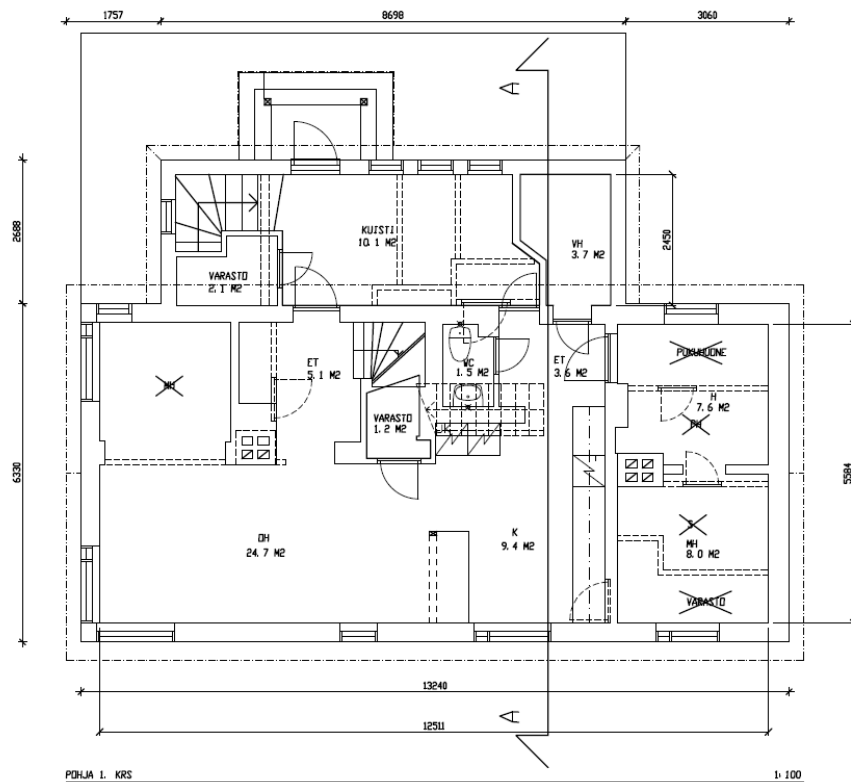 1757
8698
3060
A
2688
KUISTI
10.1 M2
2450
VH
3.7 M2
VARASTO
2.1 M2
PUKUHUONE
MH
ET
5.1 M2
WC
1.5 M2
ET
3.6 M2
H
7.6 M2
PH
VARASTO
1.2 M2
JK
6330
5584
S
MH
8.0 M2
OH
24.7 M2
K
9.4 M2
VARASTO
13240
A
12511
POHJA 1. KRS
1:100